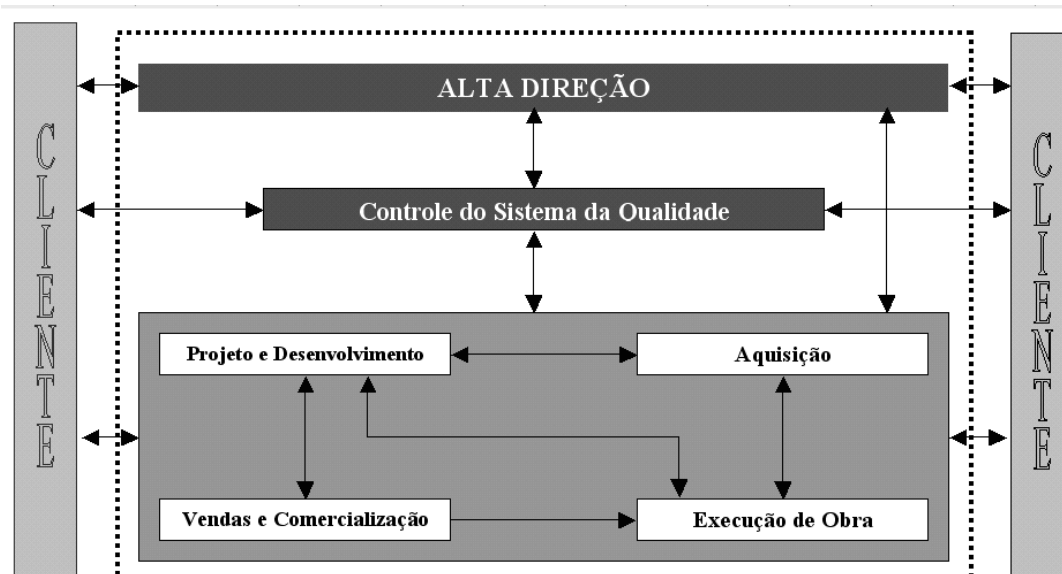 CLIENTE
ALTA DIREÇÃO
Controle do Sistema da Qualidade
Projeto e Desenvolvimento
Aquisição
Vendas e Comercialização
Execução de Obra
CLIENTE